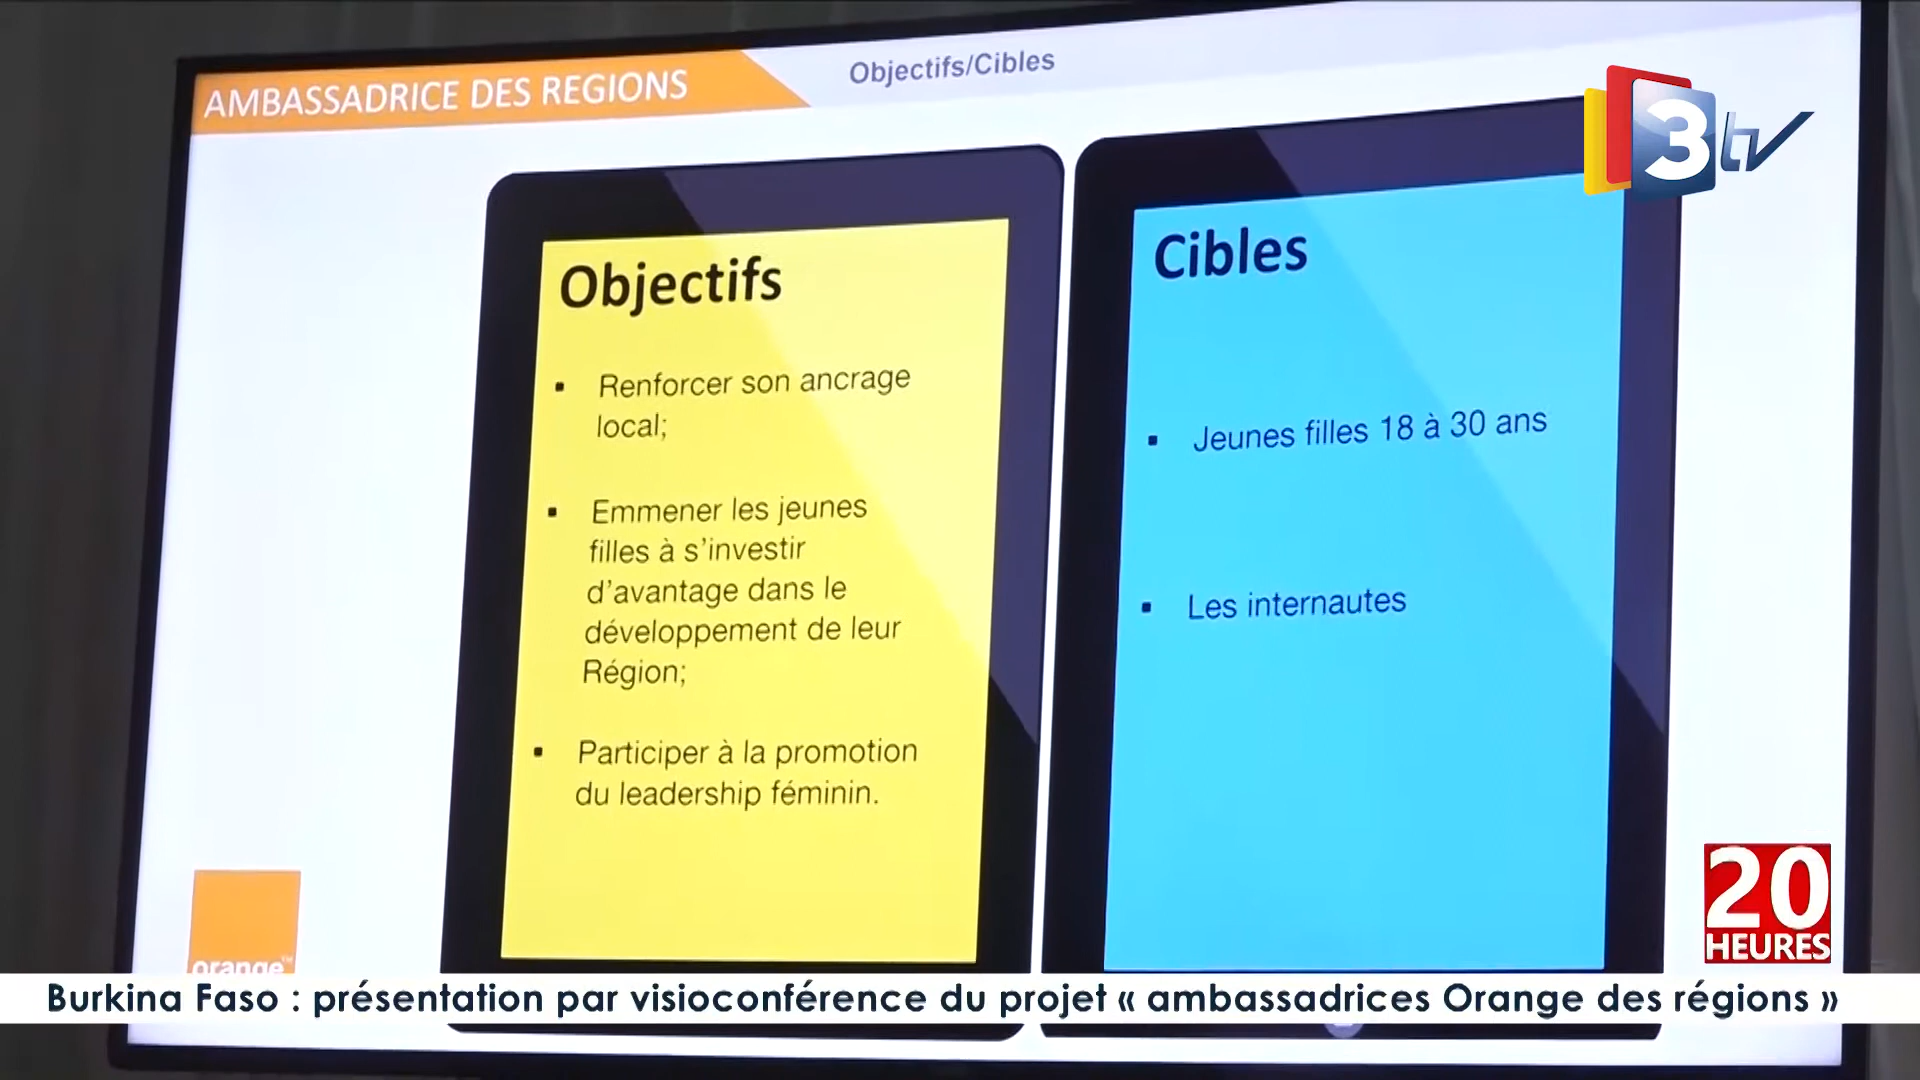 AMBASSADRICE DES REGIONS
Objectifs/Cibles
3tv
Objectifs
▪ Renforcer son ancrage
local;
▪ Emmener les jeunes
filles à s’investir
d’avantage dans le
développement de leur
Région;
▪ Participer à la promotion
du leadership féminin.
Cibles
▪ Jeunes filles 18 à 30 ans
▪ Les internautes
orange™
20
HEURES
Burkina Faso : présentation par visioconférence du projet « ambassadrices Orange des régions »